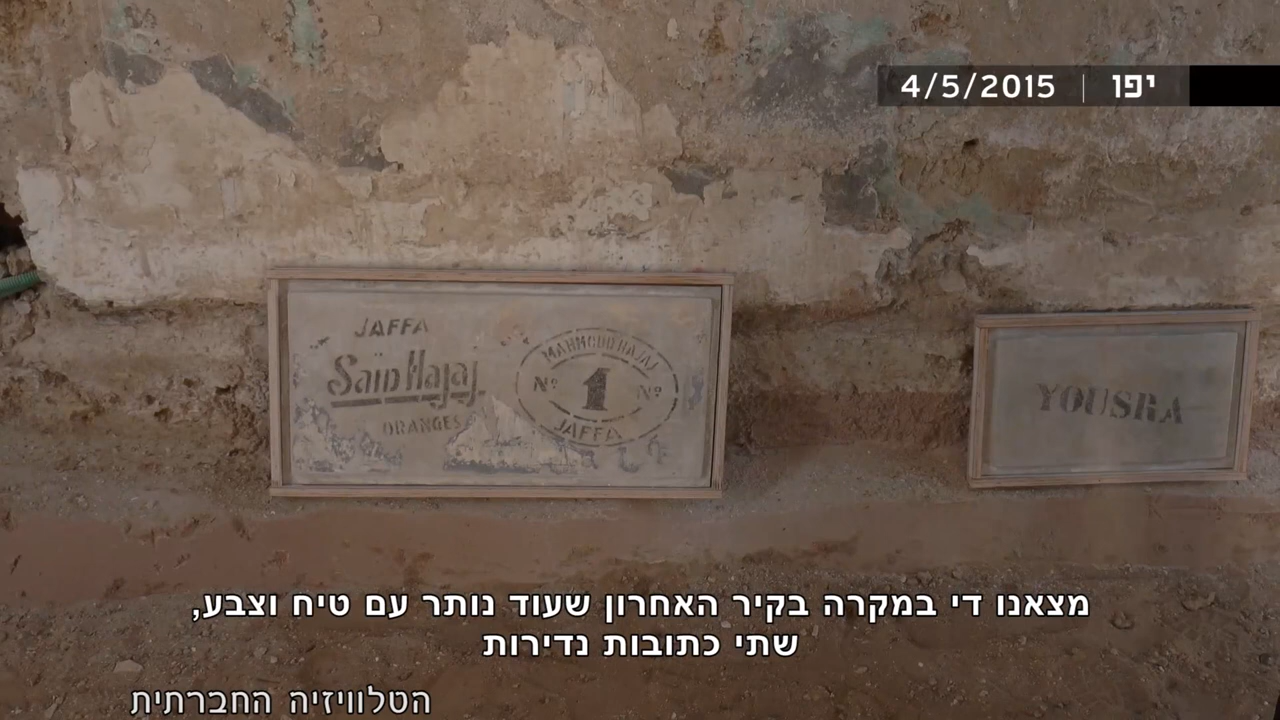 יפו | 4/5/2015
JAFFA
Saïd Hajaj
ORANGES
MAHMOUD HAJAJ
Nº 1 Nº
JAFFA
YOUSRA
מצאנו די במקרה בקיר האחרון שעוד נותר עם טיח וצבע,
שתי כתובות נדירות
הטלוויזיה החברתית